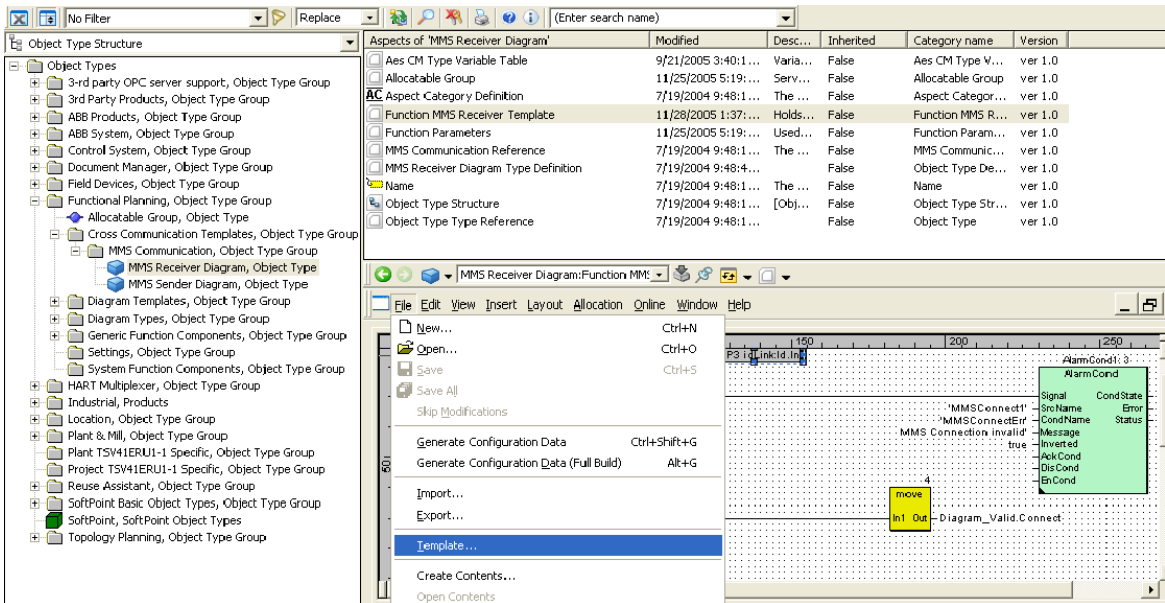 No Filter
Replace
(Enter search name)
Object Type Structure
Object Types
3-rd party OPC server support, Object Type Group
3rd Party Products, Object Type Group
ABB Products, Object Type Group
ABB System, Object Type Group
Control System, Object Type Group
Document Manager, Object Type Group
Field Devices, Object Type Group
Functional Planning, Object Type Group
Allocatable Group, Object Type
Cross Communication Templates, Object Type Group
MMS Communication, Object Type Group
MMS Receiver Diagram, Object Type
MMS Sender Diagram, Object Type
Diagram Templates, Object Type Group
Diagram Types, Object Type Group
Generic Function Components, Object Type Group
Settings, Object Type Group
System Function Components, Object Type Group
HART Multiplexer, Object Type Group
Industrial, Products
Location, Object Type Group
Plant & Mill, Object Type Group
Plant TSV41ERU1-1 Specific, Object Type Group
Project TSV41ERU1-1 Specific, Object Type Group
Reuse Assistant, Object Type Group
SoftPoint Basic Object Types, Object Type Group
SoftPoint, SoftPoint Object Types
Topology Planning, Object Type Group
Aspects of 'MMS Receiver Diagram' Modified Desc... Inherited Category name Version
Aes CM Type Variable Table 9/21/2005 3:40:1... Varia... False Aes CM Type V... ver 1.0
Allocatable Group 11/25/2005 5:19:... Serv... False Allocatable Group ver 1.0
AC Aspect Category Definition 7/19/2004 9:48:1... The ... False Aspect Categor... ver 1.0
Function MMS Receiver Template 11/28/2005 1:37:... Holds... False Function MMS R... ver 1.0
Function Parameters 11/25/2005 5:19:... Used... False Function Param... ver 1.0
MMS Communication Reference 7/19/2004 9:48:1... The ... False MMS Communic... ver 1.0
MMS Receiver Diagram Type Definition 7/19/2004 9:48:4... False Object Type De... ver 1.0
Name 7/19/2004 9:48:1... The ... False Name ver 1.0
Object Type Structure 7/19/2004 9:48:1... [Obj... False Object Type Str... ver 1.0
Object Type Type Reference 7/19/2004 9:48:1... False Object Type ver 1.0
MMS Receiver Diagram:Function MM
File Edit View Insert Layout Allocation Online Window Help
New... Ctrl+N
Open... Ctrl+O
Save Ctrl+S
Save All
Skip Modifications
Generate Configuration Data Ctrl+Shift+G
Generate Configuration Data (Full Build) Alt+G
Import...
Export...
Template...
Create Contents...
Open Contents
150 200 250
50
P3 id Link:Id.In
AlarmCond1: 3
AlarmCond
Signal CondState
'MMSConnect1' SrcName Error
'MMSConnectErr' CondName Status
'MMS Connection invalid' Message
true Inverted
AckCond
DisCond
EnCond
4
move
In1 Out Diagram_Valid.Connect